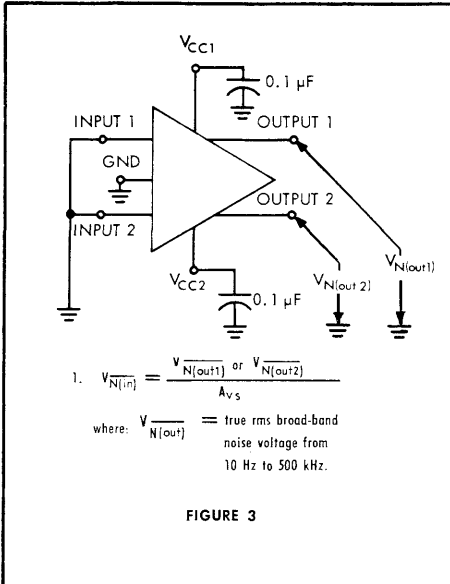 VCC1
0.1 µF
INPUT 1
OUTPUT 1
GND
OUTPUT 2
INPUT 2
VN(out1)
VCC2
VN(out 2)
0.1 µF
1. VN(in) = VN(out1) or VN(out2)
AVS
where: VN(out) = true rms broad-band
noise voltage from
10 Hz to 500 kHz.
FIGURE 3